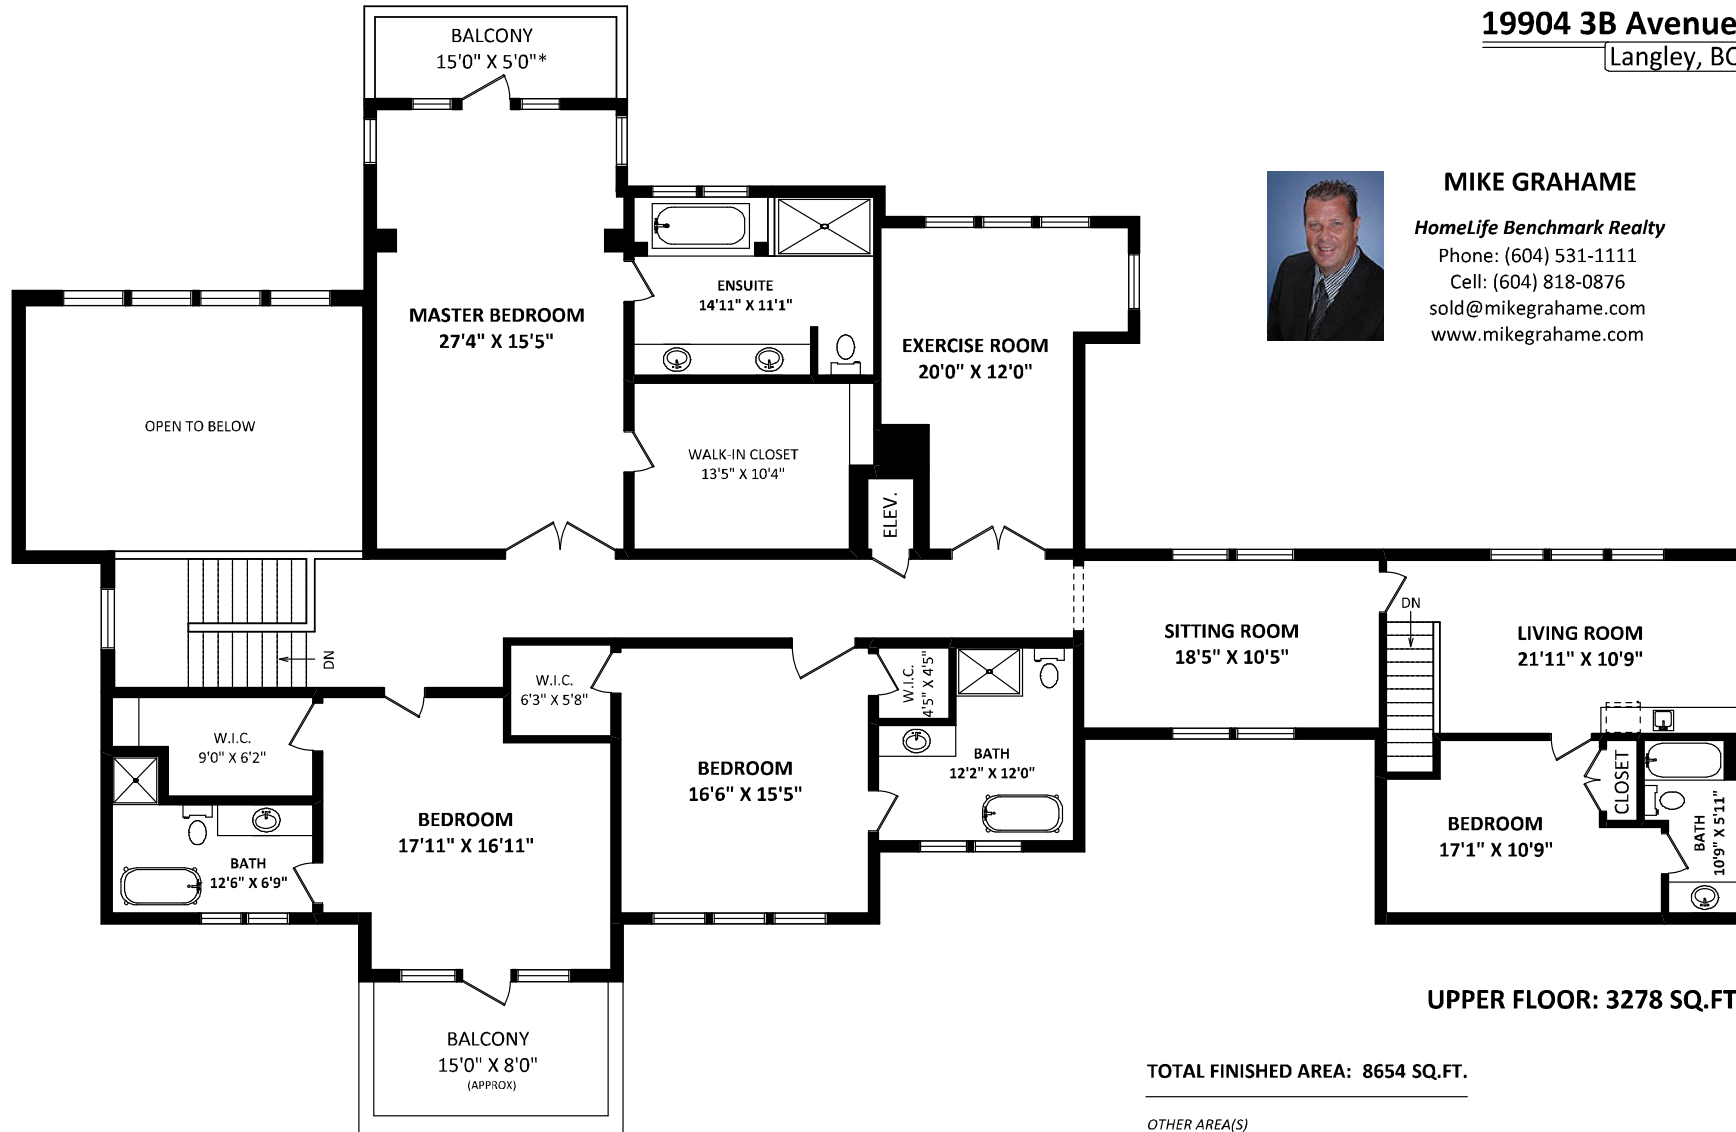 19904 3B Avenue
Langley, BC
BALCONY
15'0" X 5'0"*
MIKE GRAHAME
HomeLife Benchmark Realty
Phone: (604) 531-1111
Cell: (604) 818-0876
sold@mikegrahame.com
www.mikegrahame.com
MASTER BEDROOM
27'4" X 15'5"
ENSUITE
14'11" X 11'1"
EXERCISE ROOM
20'0" X 12'0"
OPEN TO BELOW
WALK-IN CLOSET
13'5" X 10'4"
ELEV.
DN
SITTING ROOM
18'5" X 10'5"
DN
LIVING ROOM
21'11" X 10'9"
W.I.C.
6'3" X 5'8"
W.I.C.
4'5" X 4'5"
W.I.C.
9'0" X 6'2"
BEDROOM
16'6" X 15'5"
BATH
12'2" X 12'0"
CLOSET
BEDROOM
17'11" X 16'11"
BATH
12'6" X 6'9"
BEDROOM
17'1" X 10'9"
BATH
10'9" X 5'11"
BALCONY
15'0" X 8'0"
(APPROX)
UPPER FLOOR: 3278 SQ.FT
TOTAL FINISHED AREA: 8654 SQ.FT.
OTHER AREA(S)